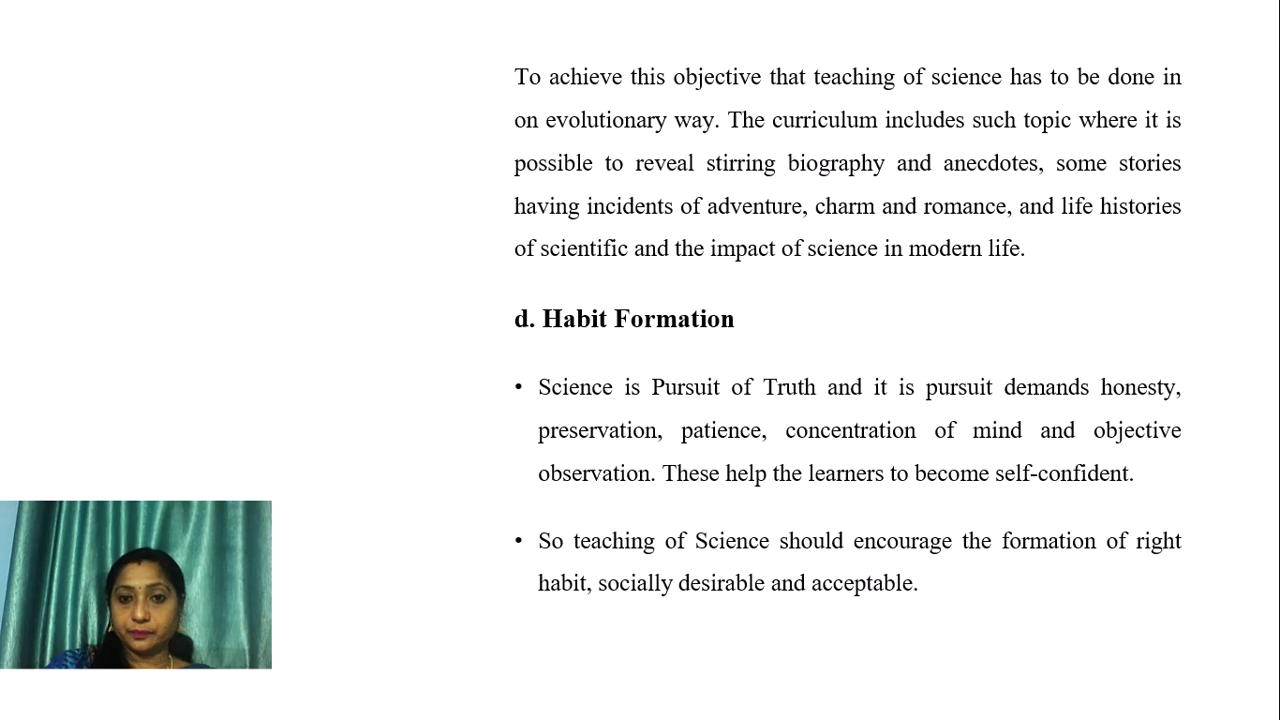 To achieve this objective that teaching of science has to be done in
on evolutionary way. The curriculum includes such topic where it is
possible to reveal stirring biography and anecdotes, some stories
having incidents of adventure, charm and romance, and life histories
of scientific and the impact of science in modern life.
d. Habit Formation
• Science is Pursuit of Truth and it is pursuit demands honesty,
preservation, patience, concentration of mind and objective
observation. These help the learners to become self-confident.
• So teaching of Science should encourage the formation of right
habit, socially desirable and acceptable.